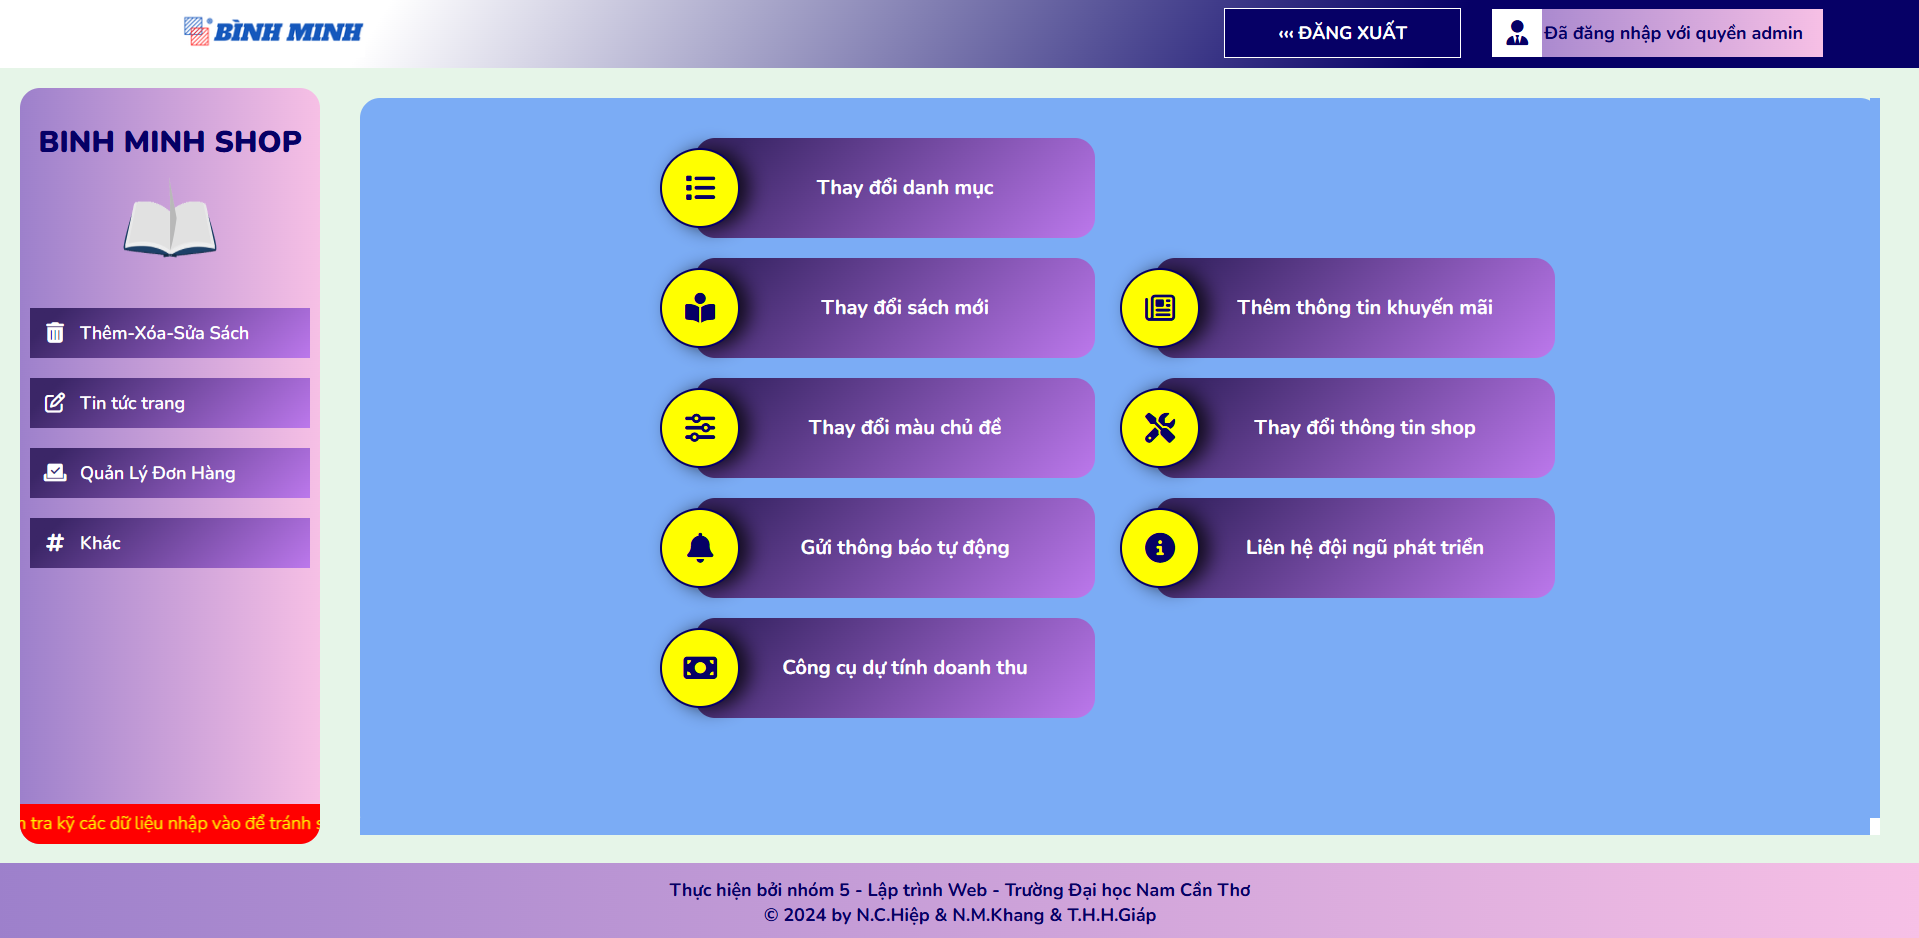 BÌNH MINH
‹‹‹ ĐĂNG XUẤT
Đã đăng nhập với quyền admin
BINH MINH SHOP
Thêm-Xóa-Sửa Sách
Tin tức trang
Quản Lý Đơn Hàng
Khác
tra kỹ các dữ liệu nhập vào để tránh
Thay đổi danh mục
Thay đổi sách mới
Thêm thông tin khuyến mãi
Thay đổi màu chủ đề
Thay đổi thông tin shop
Gửi thông báo tự động
Liên hệ đội ngũ phát triển
Công cụ dự tính doanh thu
Thực hiện bởi nhóm 5 - Lập trình Web - Trường Đại học Nam Cần Thơ
© 2024 by N.C.Hiệp & N.M.Khang & T.H.H.Giáp